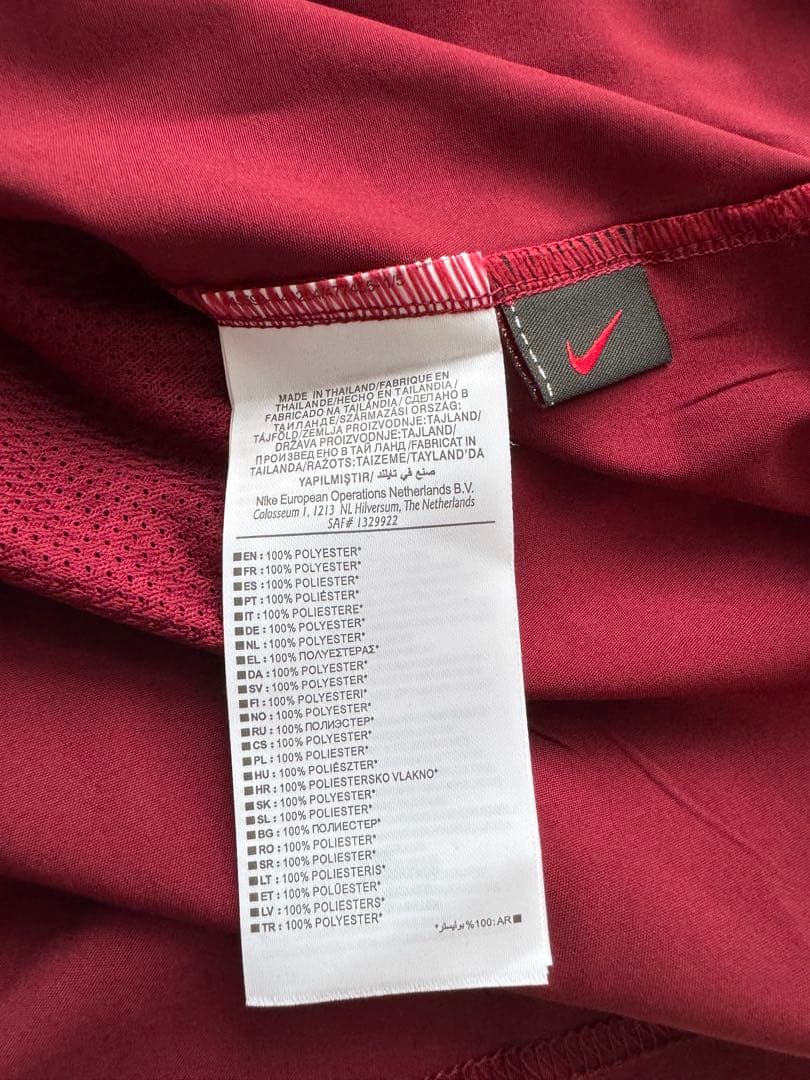 MADE IN THAILAND/FABRIQUE EN
THAILANDE/HECHO EN TAILANDIA/
FABRICADO NA TAILÂNDIA/СДЕЛАНО В
ТАИЛАНДЕ/SZÁRMAZÁSI ORSZÁG:
TÁJFÖLD/ZEMLJA PROIZVODNJE:TAJLAND/
DRŽAVA PROIZVODNJE:TAJLAND/
ПРОИЗВЕДЕНО В ТАЙЛАНД/FABRICAT IN
TAILANDA/RAŽOTS:TAIZEME/TAYLAND'DA
YAPILMIŞTIR/ صنع في تيلند
Nike European Operations Netherlands B.V.
Colosseum 1, 1213 NL Hilversum, The Netherlands
SAF# 1329922
EN : 100% POLYESTER*
FR : 100% POLYESTER*
ES : 100% POLIÉSTER*
PT : 100% POLIÉSTER*
IT : 100% POLIESTERE*
DE : 100% POLYESTER*
NL : 100% POLYESTER*
EL : 100% ΠΟΛΥΕΣΤΕΡΑΣ*
DA : 100% POLYESTER*
SV : 100% POLYESTER*
FI : 100% POLYESTERI*
NO : 100% POLYESTER*
RU : 100% ПОЛИЭСТЕР*
CS : 100% POLYESTER*
PL : 100% POLIESTER*
HU : 100% POLIÉSZTER*
HR : 100% POLIESTERSKO VLAKNO*
SK : 100% POLYESTER*
SL : 100% POLIESTER*
BG : 100% ПОЛИЕСТЕР*
RO : 100% POLIESTER*
SR : 100% POLIESTER*
LT : 100% POLIESTERIS*
ET : 100% POLÜESTER*
LV : 100% POLIESTERS*
TR : 100% POLYESTER*
*بوليستر %100 : AR